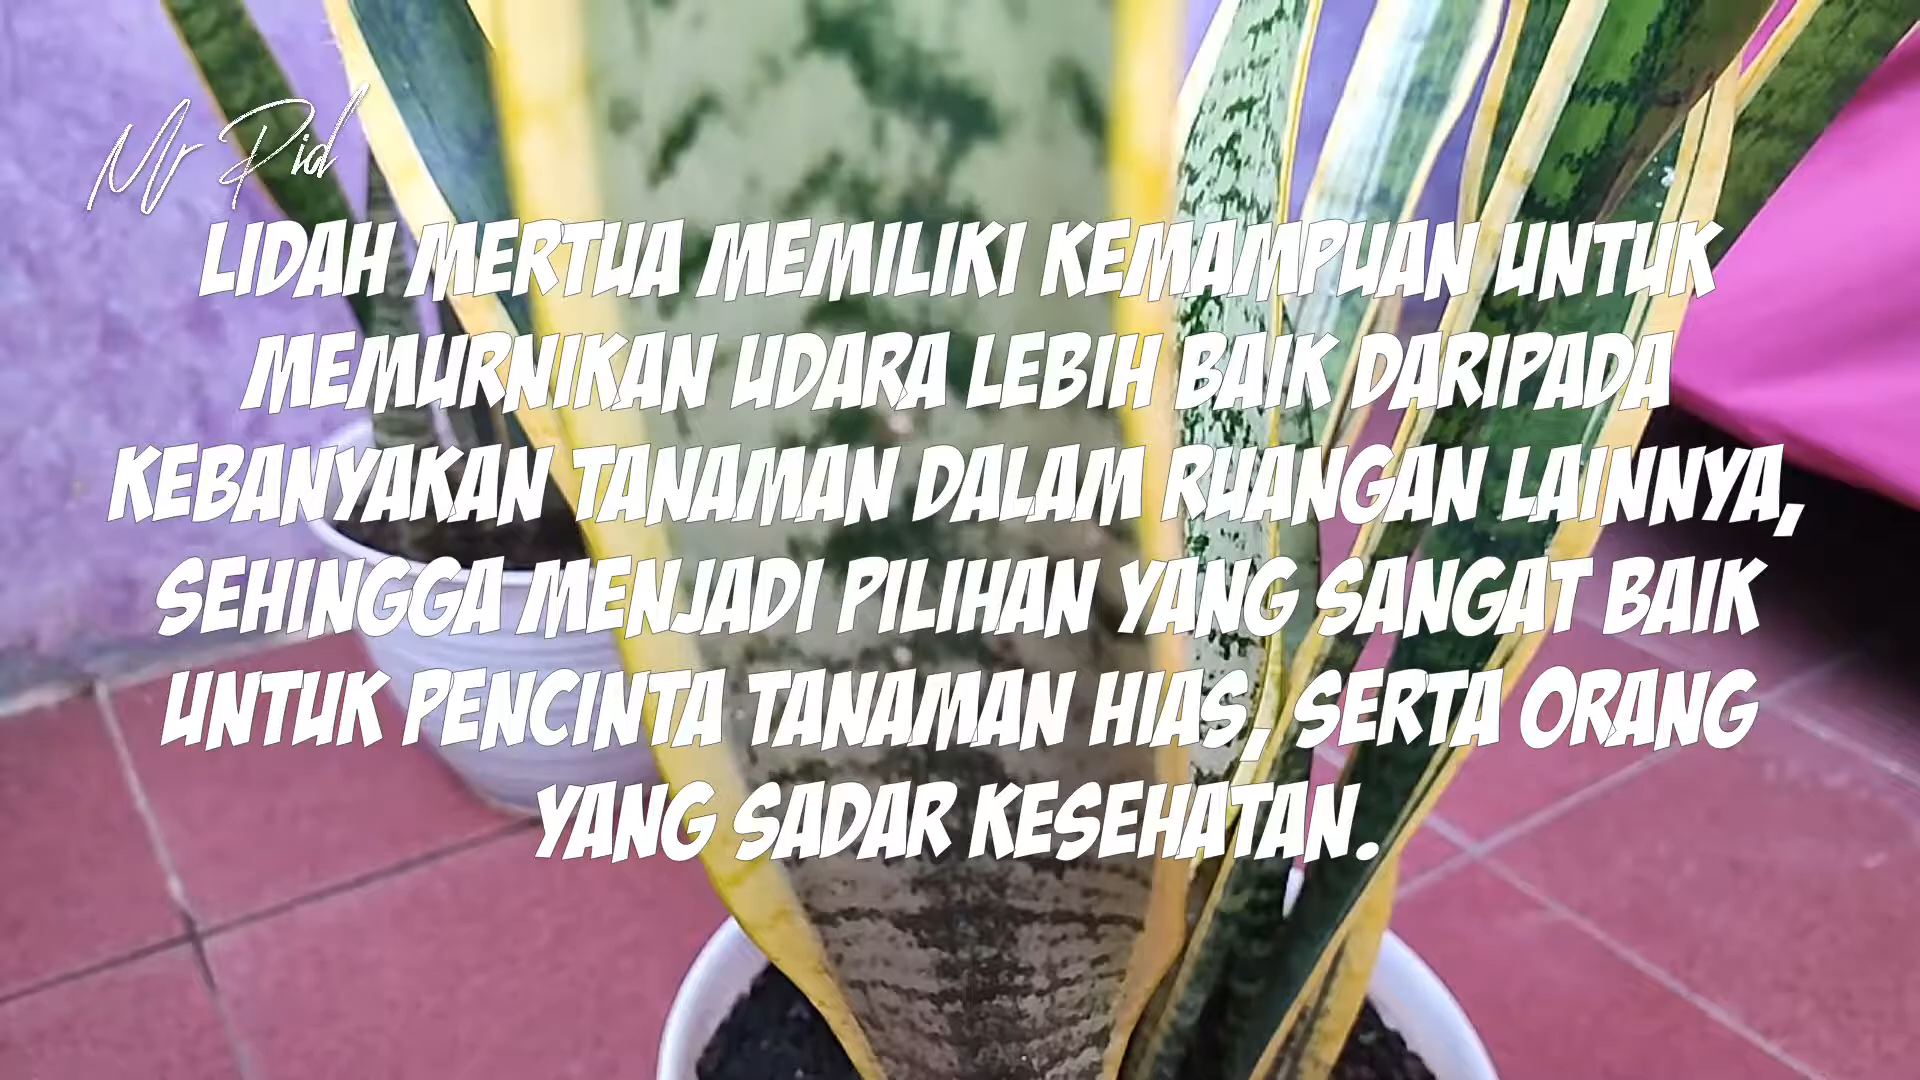 Mr Pid
LIDAH MERTUA MEMILIKI KEMAMPUAN UNTUK
MEMURNIKAN UDARA LEBIH BAIK DARIPADA
KEBANYAKAN TANAMAN DALAM RUANGAN LAINNYA,
SEHINGGA MENJADI PILIHAN YANG SANGAT BAIK
UNTUK PENCINTA TANAMAN HIAS, SERTA ORANG
YANG SADAR KESEHATAN.